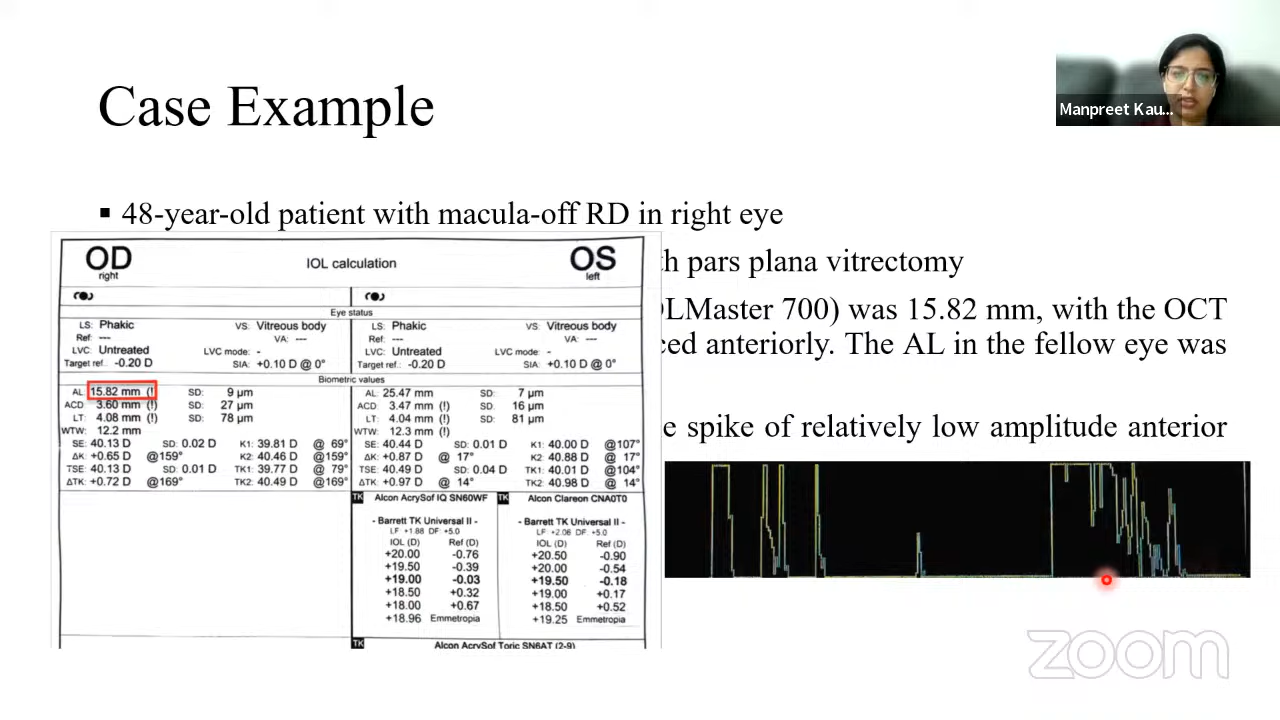 Case Example
Manpreet Kau...
▪ 48-year-old patient with macula-off RD in right eye
th pars plana vitrectomy
OLMaster 700) was 15.82 mm, with the OCT
ced anteriorly. The AL in the fellow eye was
e spike of relatively low amplitude anterior
OD
right
IOL calculation
OS
left
Eye status
LS: Phakic VS: Vitreous body
Ref: --- VA: ---
LVC: Untreated LVC mode: -
Target ref.: -0.20 D SIA: +0.10 D @ 0°
LS: Phakic VS: Vitreous body
Ref: --- VA: ---
LVC: Untreated LVC mode: -
Target ref.: -0.20 D SIA: +0.10 D @ 0°
Biometric values
AL: 15.82 mm (!) SD: 9 µm
ACD: 3.60 mm (!) SD: 27 µm
LT: 4.08 mm (!) SD: 78 µm
WTW: 12.2 mm
SE: 40.13 D SD: 0.02 D K1: 39.81 D @ 69°
ΔK: +0.65 D @159° K2: 40.46 D @159°
TSE: 40.13 D SD: 0.01 D TK1: 39.77 D @ 79°
ΔTK: +0.72 D @169° TK2: 40.49 D @169°
AL: 25.47 mm SD: 7 µm
ACD: 3.47 mm (!) SD: 16 µm
LT: 4.04 mm (!) SD: 81 µm
WTW: 12.3 mm (!)
SE: 40.44 D SD: 0.01 D K1: 40.00 D @107°
ΔK: +0.87 D @ 17° K2: 40.88 D @ 17°
TSE: 40.49 D SD: 0.04 D TK1: 40.01 D @104°
ΔTK: +0.97 D @ 14° TK2: 40.98 D @ 14°
TK Alcon AcrySof IQ SN60WF
- Barrett TK Universal II -
LF: +1.88 DF: +5.0
IOL (D) Ref (D)
+20.00 -0.76
+19.50 -0.39
+19.00 -0.03
+18.50 +0.32
+18.00 +0.67
+18.96 Emmetropia
TK Alcon Clareon CNA0T0
- Barrett TK Universal II -
LF: +2.06 DF: +5.0
IOL (D) Ref (D)
+20.50 -0.90
+20.00 -0.54
+19.50 -0.18
+19.00 +0.17
+18.50 +0.52
+19.25 Emmetropia
TK Alcon AcrySof Toric SN6AT (2-9)
zoom